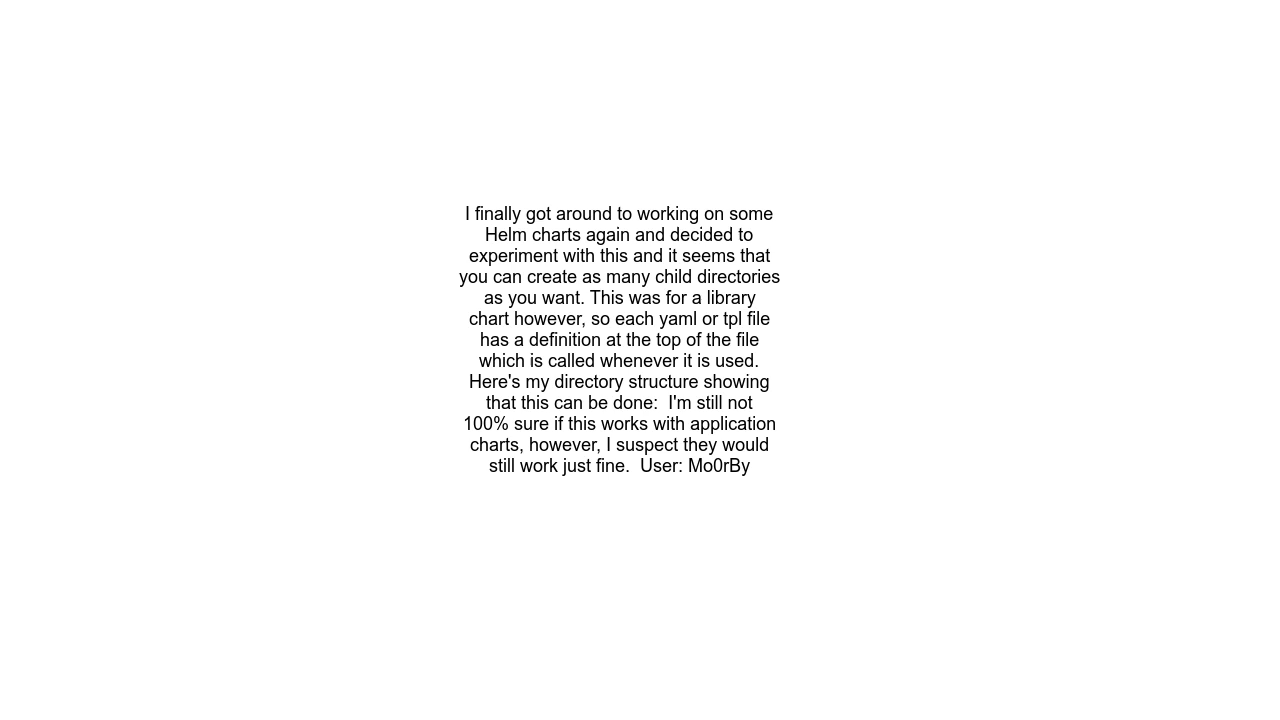 I finally got around to working on some
Helm charts again and decided to
experiment with this and it seems that
you can create as many child directories
as you want. This was for a library
chart however, so each yaml or tpl file
has a definition at the top of the file
which is called whenever it is used.
Here's my directory structure showing
that this can be done:  I'm still not
100% sure if this works with application
charts, however, I suspect they would
still work just fine.  User: Mo0rBy